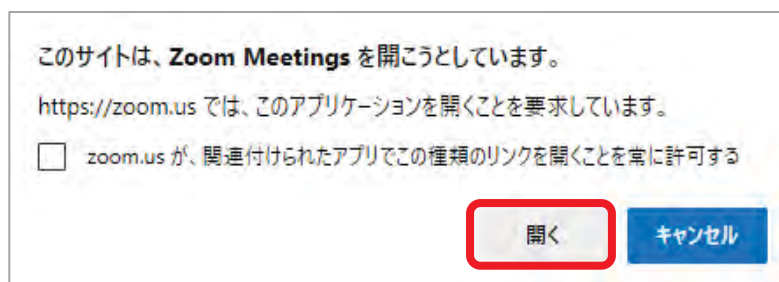 このサイトは、Zoom Meetings を開こうとしています。
https://zoom.us では、このアプリケーションを開くことを要求しています。
zoom.us が、関連付けられたアプリでこの種類のリンクを開くことを常に許可する
開く キャンセル